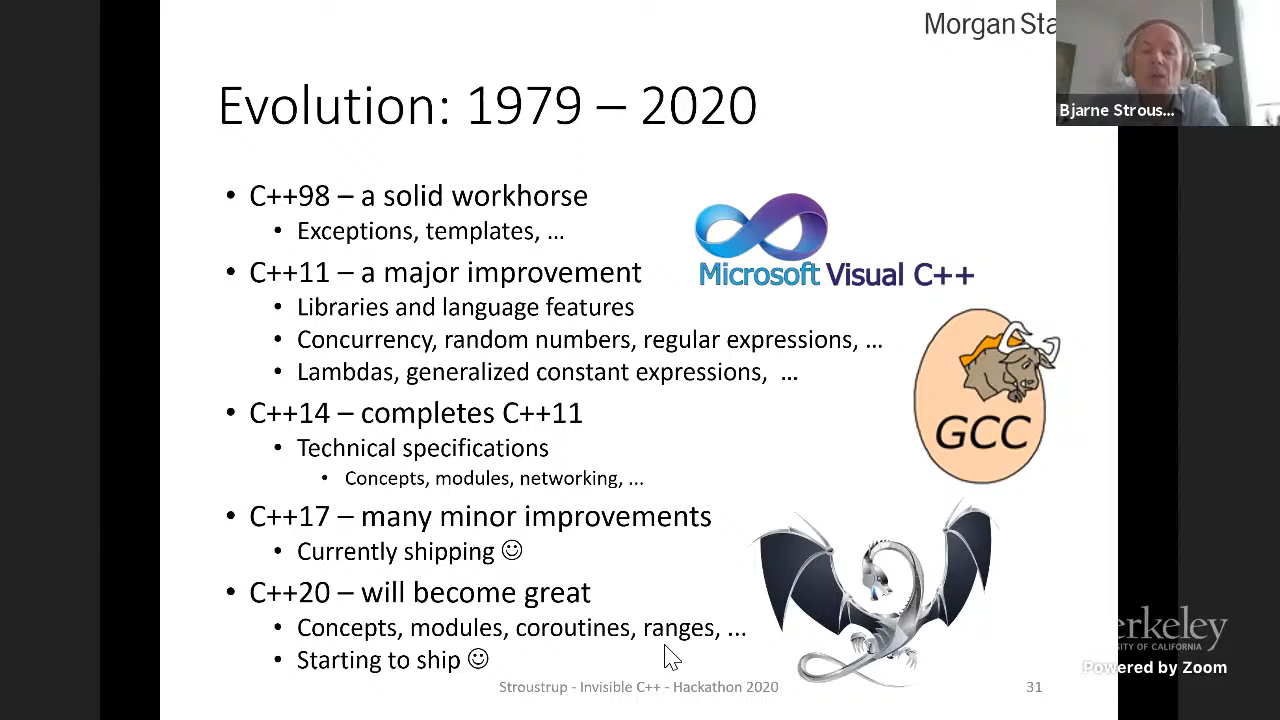 Morgan Sta
Bjarne Strous...
Evolution: 1979 – 2020
• C++98 – a solid workhorse
• Exceptions, templates, ...
Microsoft Visual C++
• C++11 – a major improvement
• Libraries and language features
• Concurrency, random numbers, regular expressions, ...
• Lambdas, generalized constant expressions, ...
GCC
• C++14 – completes C++11
• Technical specifications
• Concepts, modules, networking, ...
• C++17 – many minor improvements
• Currently shipping ☺
• C++20 – will become great
• Concepts, modules, coroutines, ranges, ...
• Starting to ship ☺
erkeley
SITY OF CALIFORNIA
Powered by Zoom
Stroustrup - Invisible C++ - Hackathon 2020
31